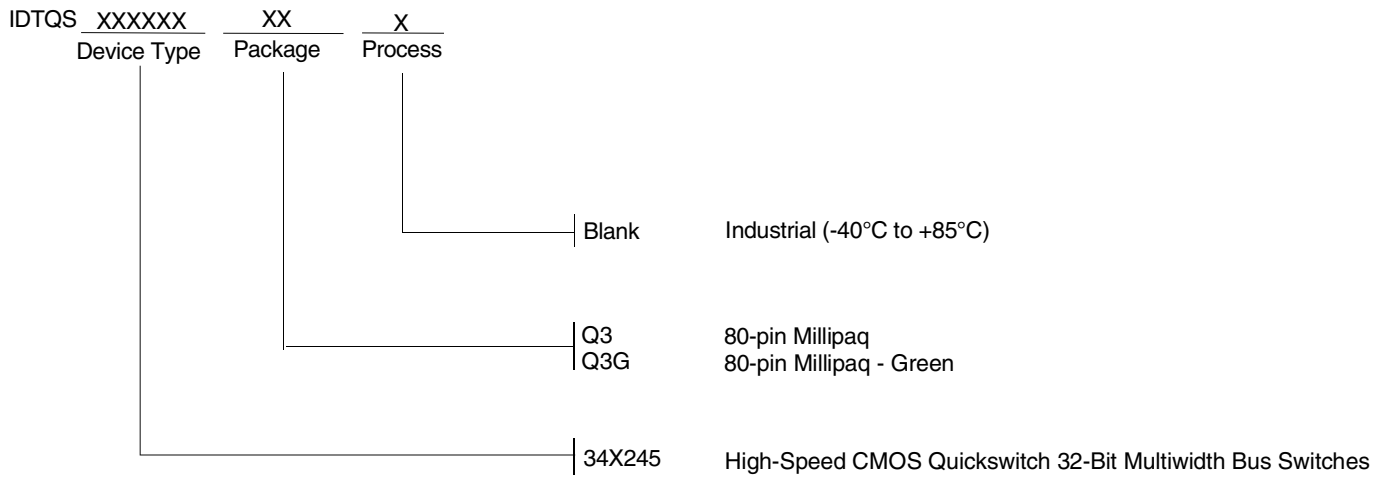 IDTQS XXXXXX XX X
Device Type Package Process
Blank Industrial (-40°C to +85°C)
Q3 80-pin Millipaq
Q3G 80-pin Millipaq - Green
34X245 High-Speed CMOS Quickswitch 32-Bit Multiwidth Bus Switches